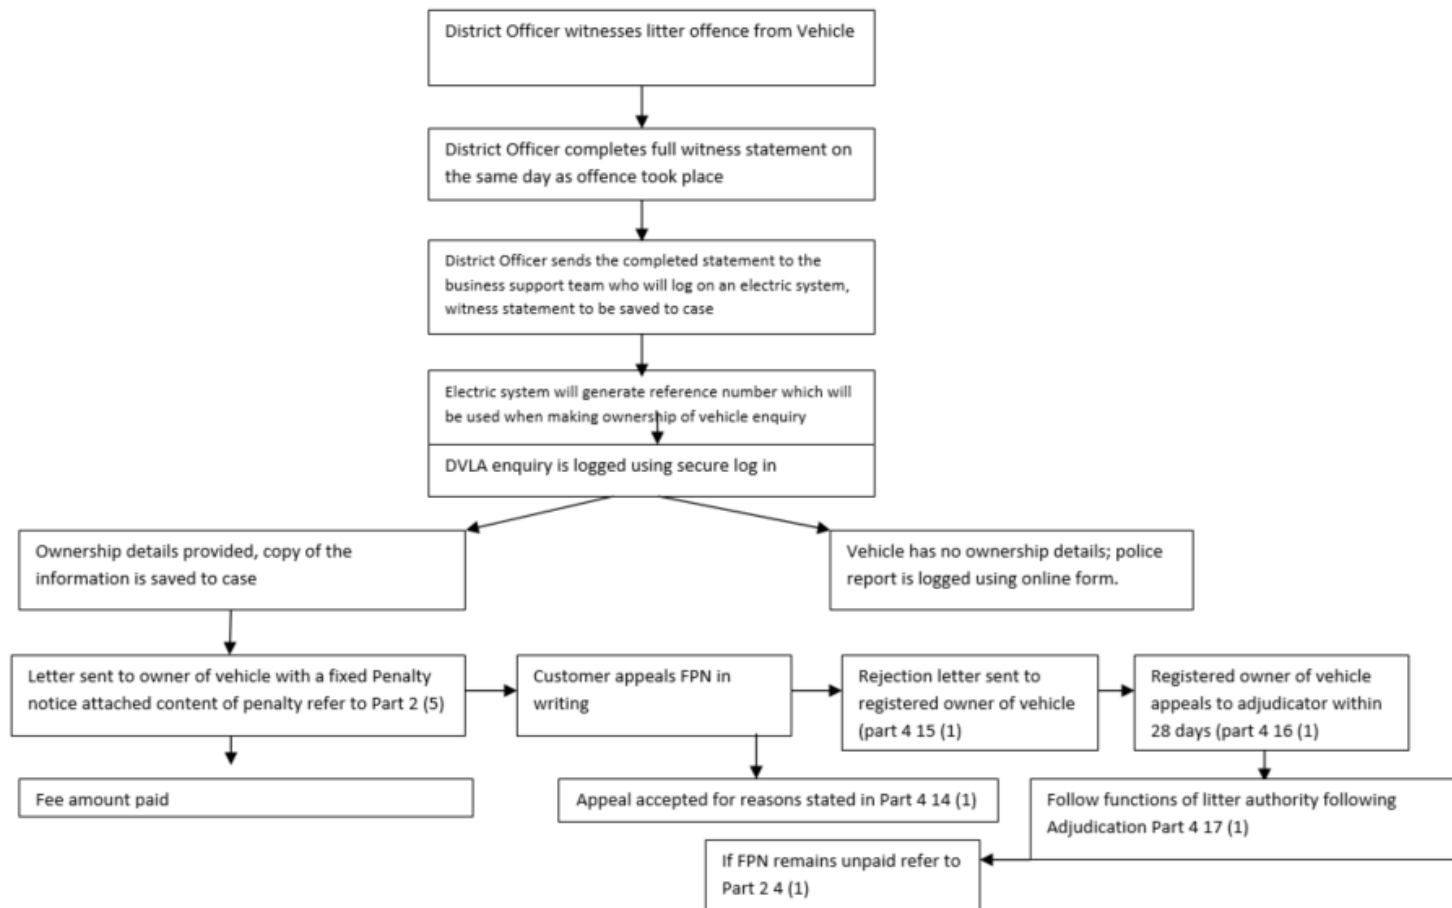 District Officer witnesses litter offence from Vehicle
District Officer completes full witness statement on
the same day as offence took place
District Officer sends the completed statement to the
business support team who will log on an electric system,
witness statement to be saved to case
Electric system will generate reference number which will
be used when making ownership of vehicle enquiry
DVLA enquiry is logged using secure log in
Ownership details provided, copy of the
information is saved to case
Vehicle has no ownership details; police
report is logged using online form.
Letter sent to owner of vehicle with a fixed Penalty
notice attached content of penalty refer to Part 2 (5)
Customer appeals FPN in
writing
Rejection letter sent to
registered owner of vehicle
(part 4 15 (1)
Registered owner of vehicle
appeals to adjudicator within
28 days (part 4 16 (1)
Fee amount paid
Appeal accepted for reasons stated in Part 4 14 (1)
Follow functions of litter authority following
Adjudication Part 4 17 (1)
If FPN remains unpaid refer to
Part 2 4 (1)